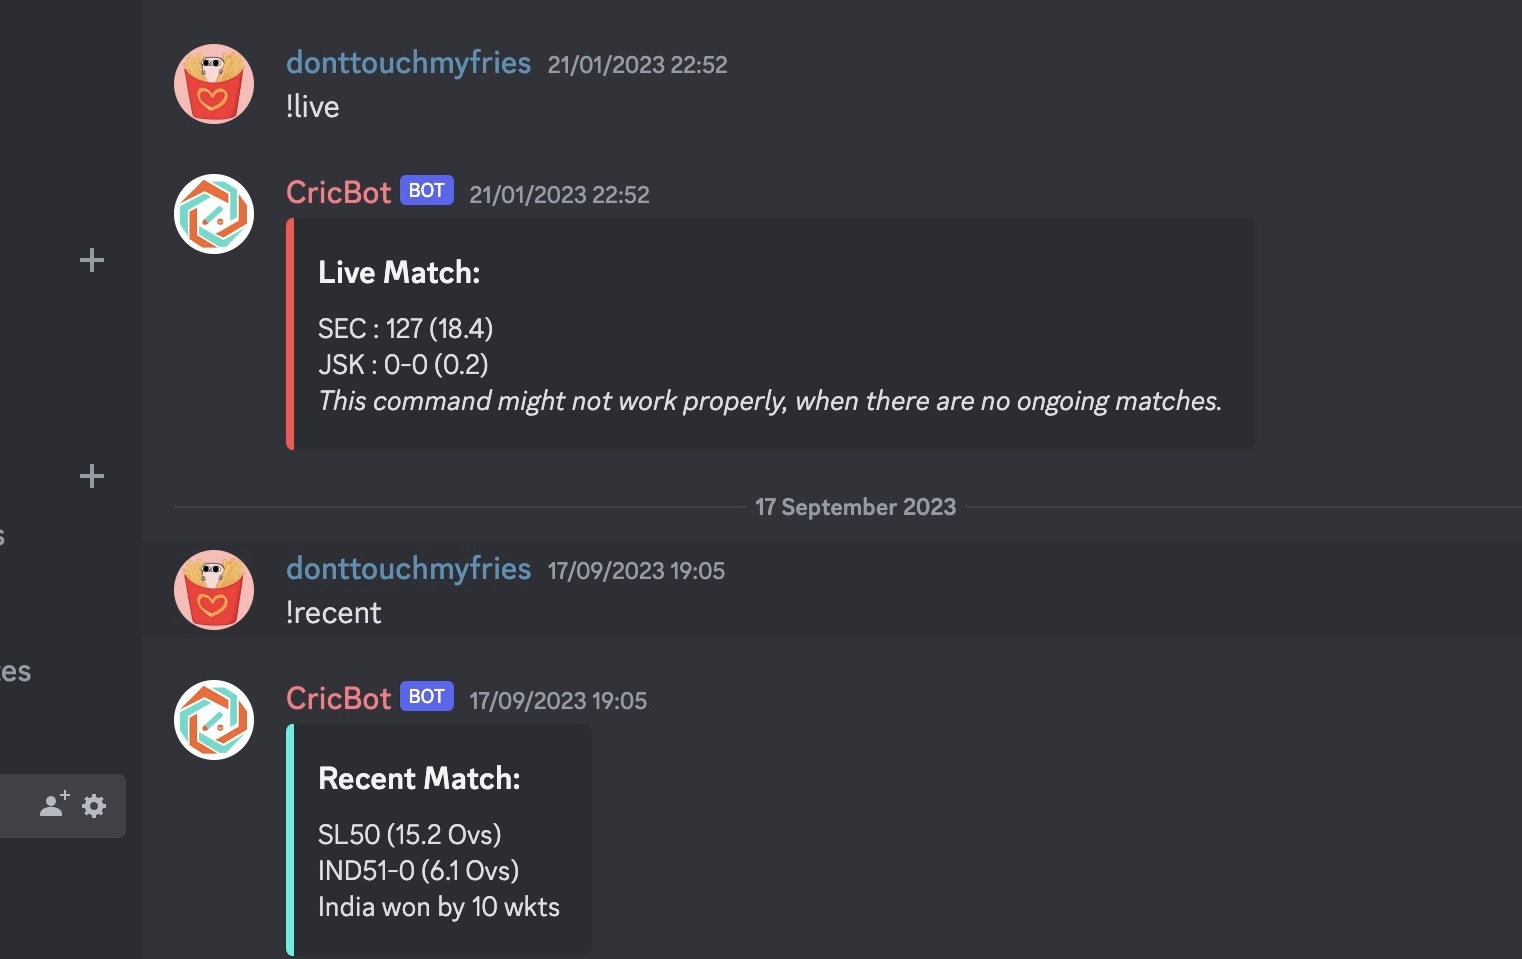 donttouchmyfries 21/01/2023 22:52
!live
CricBot BOT 21/01/2023 22:52
Live Match:
SEC : 127 (18.4)
JSK : 0-0 (0.2)
This command might not work properly, when there are no ongoing matches.
17 September 2023
s
donttouchmyfries 17/09/2023 19:05
!recent
es
CricBot BOT 17/09/2023 19:05
Recent Match:
SL50 (15.2 Ovs)
IND51-0 (6.1 Ovs)
India won by 10 wkts